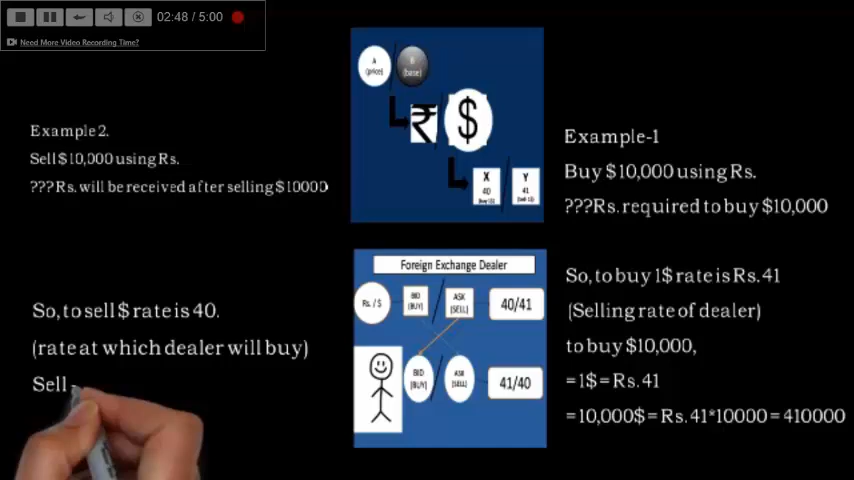 02:48 / 5:00
Need More Video Recording Time?
A
(price)
B
(base)
₹ / $
X
40
Y
41
Example 2.
Sell $ 10,000 using Rs.
??? Rs. will be received after selling $10000
Example-1
Buy $10,000 using Rs.
???Rs. required to buy $10,000
Foreign Exchange Dealer
Rs. / $
BID
(BUY)
/
ASK
(SELL)
40/41
BID
(BUY)
/
ASK
(SELL)
41/40
So, to sell $ rate is 40.
(rate at which dealer will buy)
Sell
So, to buy 1$ rate is Rs. 41
(Selling rate of dealer)
to buy $10,000,
=1$=Rs. 41
=10,000$=Rs. 41*10000=410000